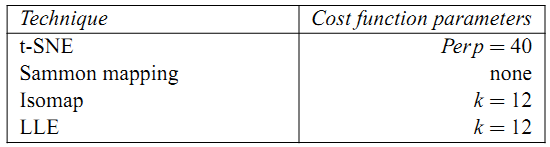 Technique Cost function parameters
t-SNE Perp = 40
Sammon mapping none
Isomap k = 12
LLE k = 12